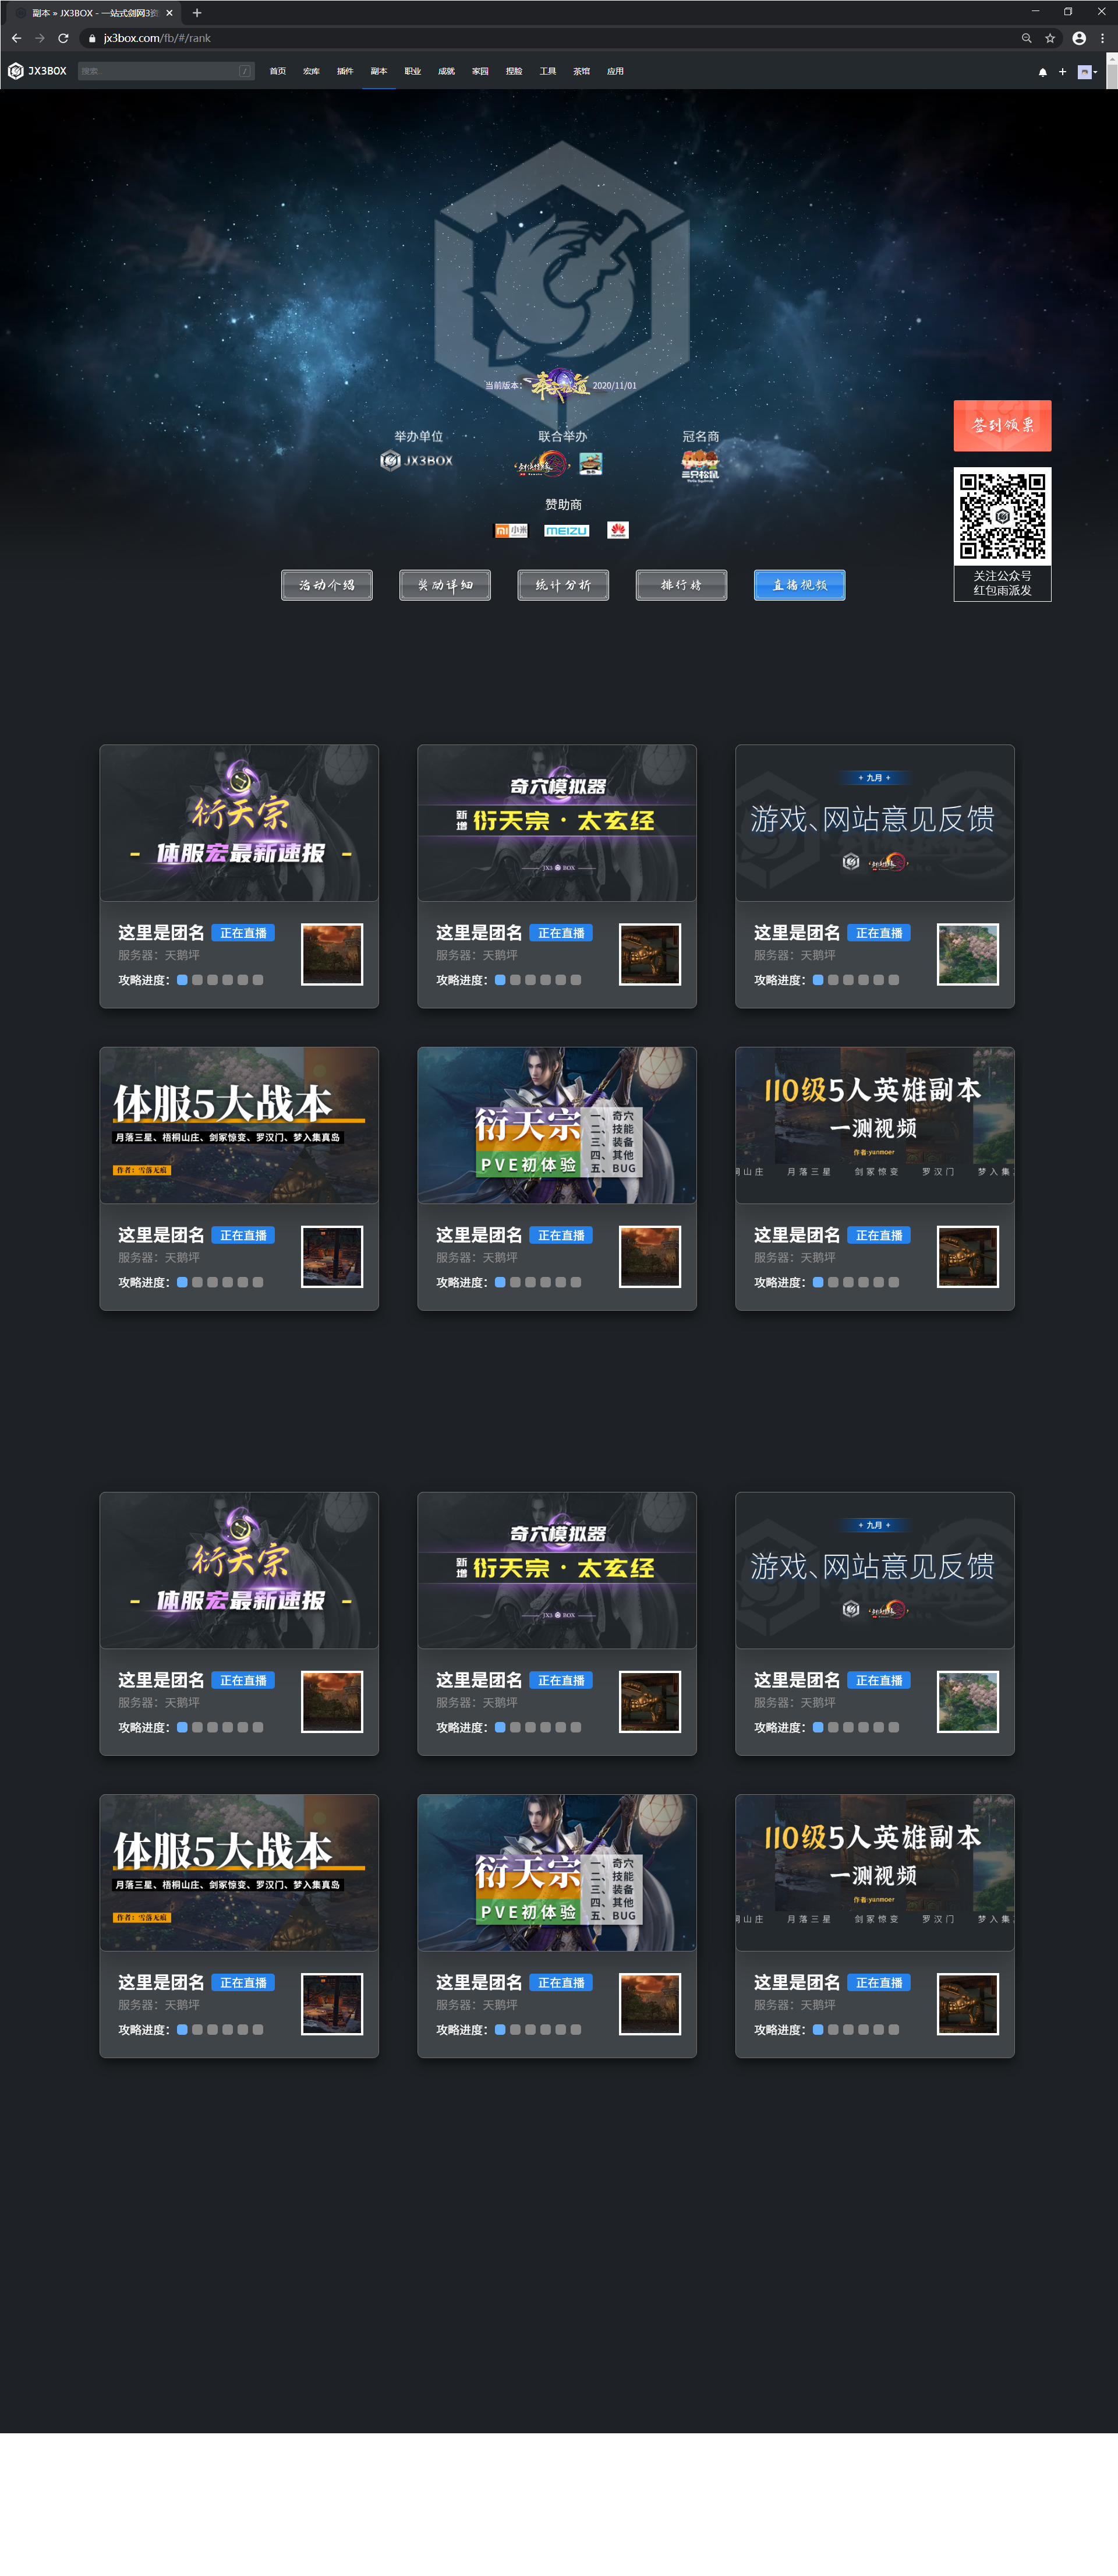 副本 » JX3BOX - 一站式剑网3资
jx3box.com/fb/#/rank
JX3BOX
搜索...
/
首页 宏库 插件 副本 职业 成就 家园 捏脸 工具 茶馆 应用
当前版本：
奉天证道
2020/11/01
举办单位 联合举办 冠名商
JX3BOX
三只松鼠
赞助商
小米 MEIZU
活动介绍 奖励详细 统计分析 排行榜 直播视频
签到领票
关注公众号
红包雨派发
衍天宗
- 体服宏最新速报 -
奇穴模拟器
新增 衍天宗 · 太玄经
JX3 BOX
+ 九月 +
游戏、网站意见反馈
这里是团名 正在直播
服务器：天鹅坪
攻略进度：
这里是团名 正在直播
服务器：天鹅坪
攻略进度：
这里是团名 正在直播
服务器：天鹅坪
攻略进度：
体服5大战本
月落三星、梧桐山庄、剑冢惊变、罗汉门、梦入集真岛
作者：雪落无痕
衍天宗
PVE初体验
一、奇穴
二、技能
三、装备
四、其他
五、BUG
110级5人英雄副本
一测视频
作者:yanmoer
桐山庄 月落三星 剑冢惊变 罗汉门 梦入集
这里是团名 正在直播
服务器：天鹅坪
攻略进度：
这里是团名 正在直播
服务器：天鹅坪
攻略进度：
这里是团名 正在直播
服务器：天鹅坪
攻略进度：
衍天宗
- 体服宏最新速报 -
奇穴模拟器
新增 衍天宗 · 太玄经
JX3 BOX
+ 九月 +
游戏、网站意见反馈
这里是团名 正在直播
服务器：天鹅坪
攻略进度：
这里是团名 正在直播
服务器：天鹅坪
攻略进度：
这里是团名 正在直播
服务器：天鹅坪
攻略进度：
体服5大战本
月落三星、梧桐山庄、剑冢惊变、罗汉门、梦入集真岛
作者：雪落无痕
衍天宗
PVE初体验
一、奇穴
二、技能
三、装备
四、其他
五、BUG
110级5人英雄副本
一测视频
作者:yanmoer
桐山庄 月落三星 剑冢惊变 罗汉门 梦入集
这里是团名 正在直播
服务器：天鹅坪
攻略进度：
这里是团名 正在直播
服务器：天鹅坪
攻略进度：
这里是团名 正在直播
服务器：天鹅坪
攻略进度：